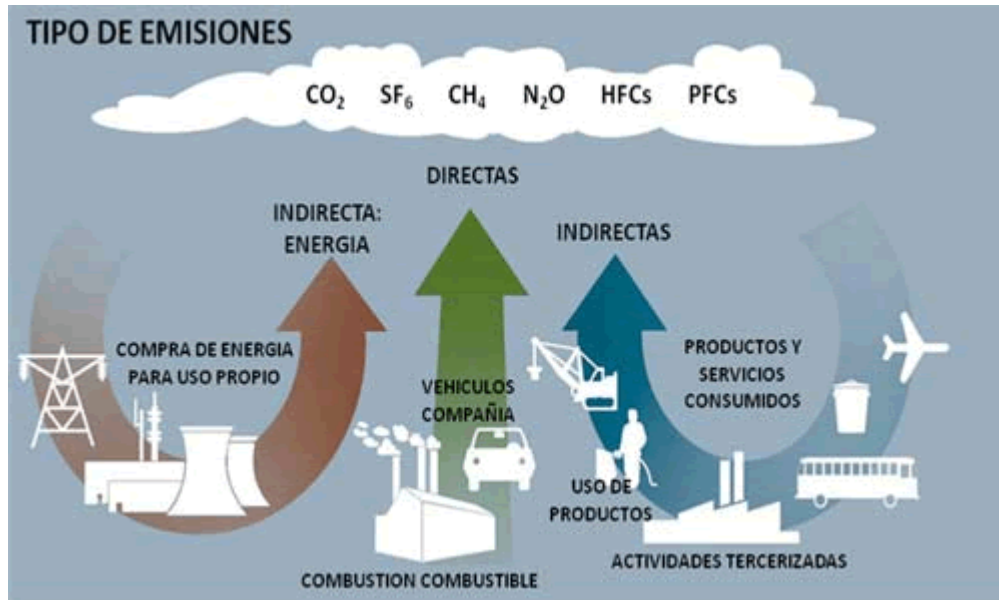 TIPO DE EMISIONES
CO₂ SF₆ CH₄ N₂O HFCs PFCs
DIRECTAS
INDIRECTA:
ENERGIA
INDIRECTAS
COMPRA DE ENERGIA
PARA USO PROPIO
VEHICULOS
COMPAÑIA
PRODUCTOS Y
SERVICIOS
CONSUMIDOS
USO DE
PRODUCTOS
ACTIVIDADES TERCERIZADAS
COMBUSTION COMBUSTIBLE